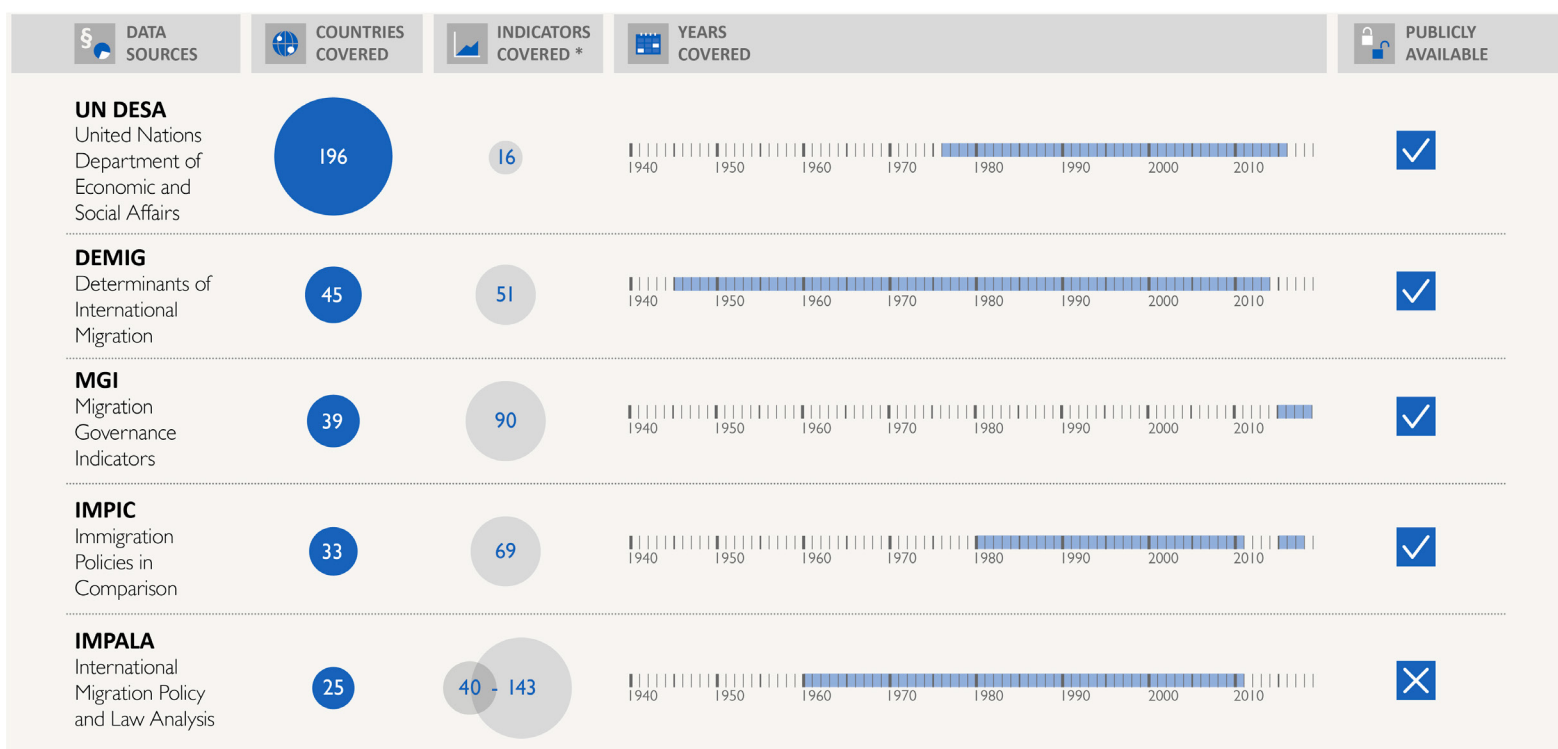 §
DATA
SOURCES
COUNTRIES
COVERED
INDICATORS
COVERED *
YEARS
COVERED
PUBLICLY
AVAILABLE
UN DESA
United Nations
Department of
Economic and
Social Affairs
196
16
1940 1950 1960 1970 1980 1990 2000 2010
DEMIG
Determinants of
International
Migration
45
51
1940 1950 1960 1970 1980 1990 2000 2010
MGI
Migration
Governance
Indicators
39
90
1940 1950 1960 1970 1980 1990 2000 2010
IMPIC
Immigration
Policies in
Comparison
33
69
1940 1950 1960 1970 1980 1990 2000 2010
IMPALA
International
Migration Policy
and Law Analysis
25
40 - 143
1940 1950 1960 1970 1980 1990 2000 2010